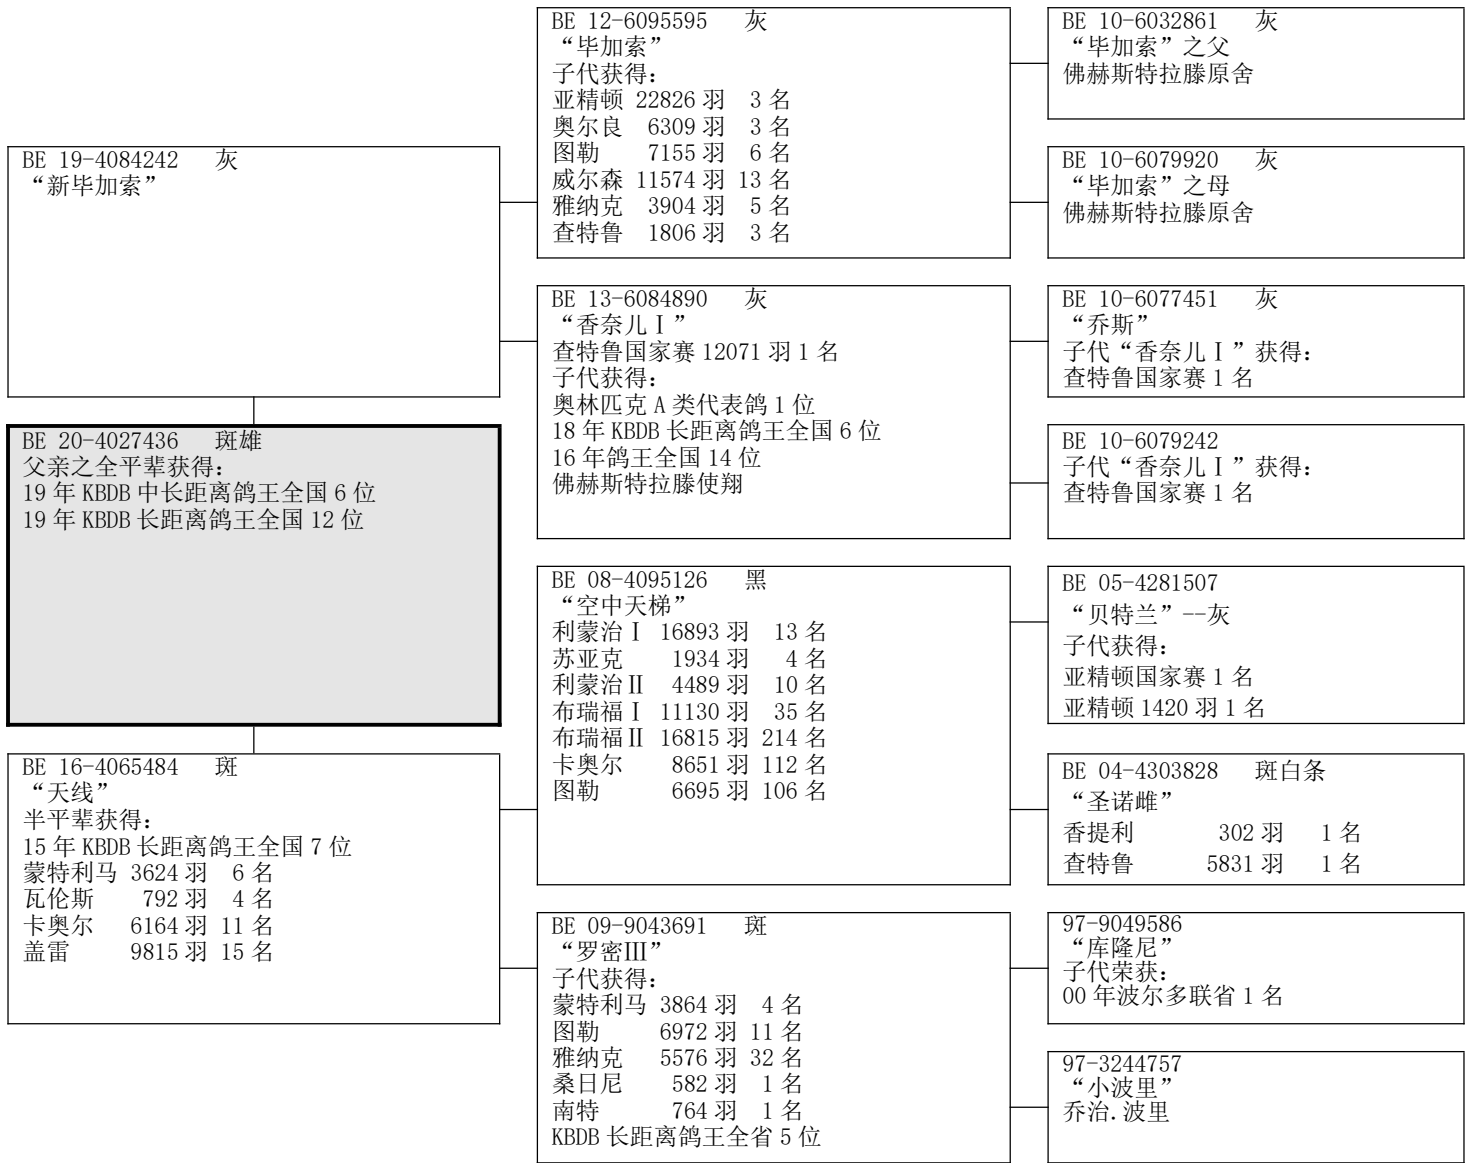 BE 19-4084242 灰
“新毕加索”
BE 20-4027436 斑雄
父亲之全平辈获得：
19 年 KBDB 中长距离鸽王全国 6 位
19 年 KBDB 长距离鸽王全国 12 位
BE 16-4065484 斑
“天线”
半平辈获得：
15 年 KBDB 长距离鸽王全国 7 位
蒙特利马 3624 羽 6 名
瓦伦斯 792 羽 4 名
卡奥尔 6164 羽 11 名
盖雷 9815 羽 15 名
BE 12-6095595 灰
“毕加索”
子代获得：
亚精顿 22826 羽 3 名
奥尔良 6309 羽 3 名
图勒 7155 羽 6 名
威尔森 11574 羽 13 名
雅纳克 3904 羽 5 名
查特鲁 1806 羽 3 名
BE 13-6084890 灰
“香奈儿Ⅰ”
查特鲁国家赛 12071 羽 1 名
子代获得：
奥林匹克 A 类代表鸽 1 位
18 年 KBDB 长距离鸽王全国 6 位
16 年鸽王全国 14 位
佛赫斯特拉滕使翔
BE 08-4095126 黑
“空中天梯”
利蒙治Ⅰ 16893 羽 13 名
苏亚克 1934 羽 4 名
利蒙治Ⅱ 4489 羽 10 名
布瑞福Ⅰ 11130 羽 35 名
布瑞福Ⅱ 16815 羽 214 名
卡奥尔 8651 羽 112 名
图勒 6695 羽 106 名
BE 09-9043691 斑
“罗密Ⅲ”
子代获得：
蒙特利马 3864 羽 4 名
图勒 6972 羽 11 名
雅纳克 5576 羽 32 名
桑日尼 582 羽 1 名
南特 764 羽 1 名
KBDB 长距离鸽王全省 5 位
BE 10-6032861 灰
“毕加索”之父
佛赫斯特拉滕原舍
BE 10-6079920 灰
“毕加索”之母
佛赫斯特拉滕原舍
BE 10-6077451 灰
“乔斯”
子代“香奈儿Ⅰ”获得：
查特鲁国家赛 1 名
BE 10-6079242
子代“香奈儿Ⅰ”获得：
查特鲁国家赛 1 名
BE 05-4281507
“贝特兰”--灰
子代获得：
亚精顿国家赛 1 名
亚精顿 1420 羽 1 名
BE 04-4303828 斑白条
“圣诺雌”
香提利 302 羽 1 名
查特鲁 5831 羽 1 名
97-9049586
“库隆尼”
子代荣获：
00 年波尔多联省 1 名
97-3244757
“小波里”
乔治.波里